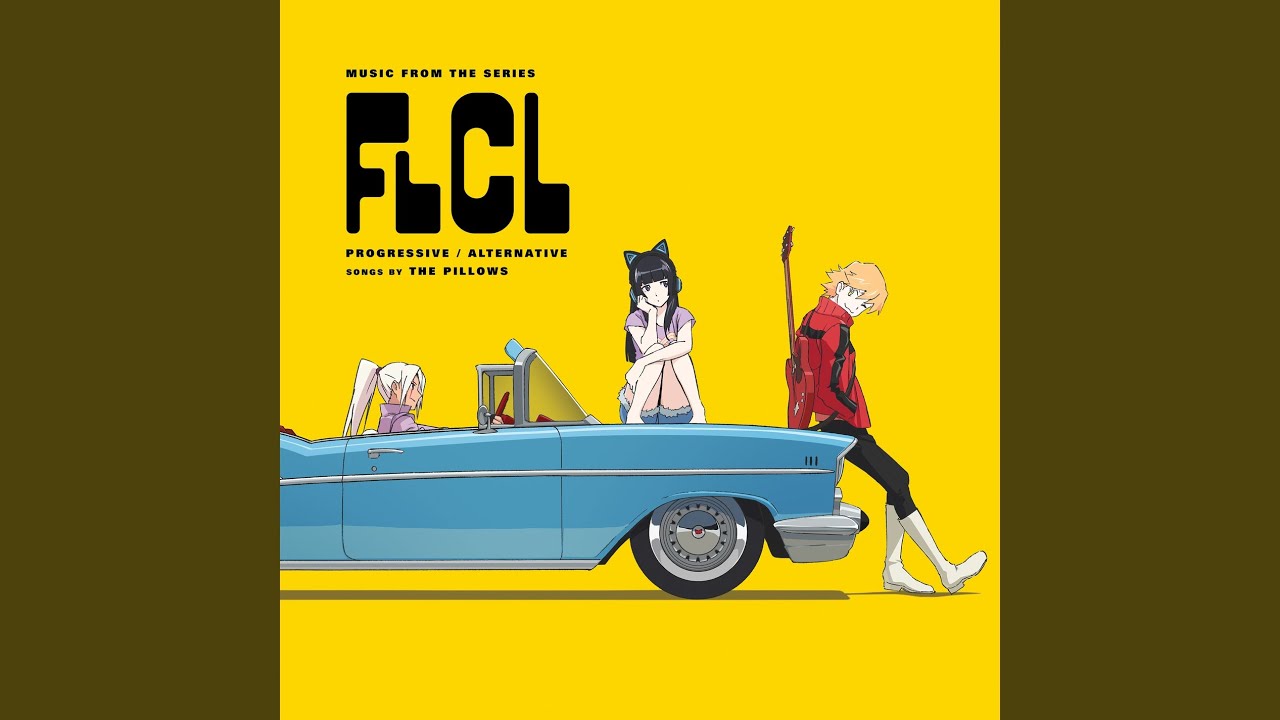 MUSIC FROM THE SERIES
FLCL
PROGRESSIVE / ALTERNATIVE
SONGS BY THE PILLOWS